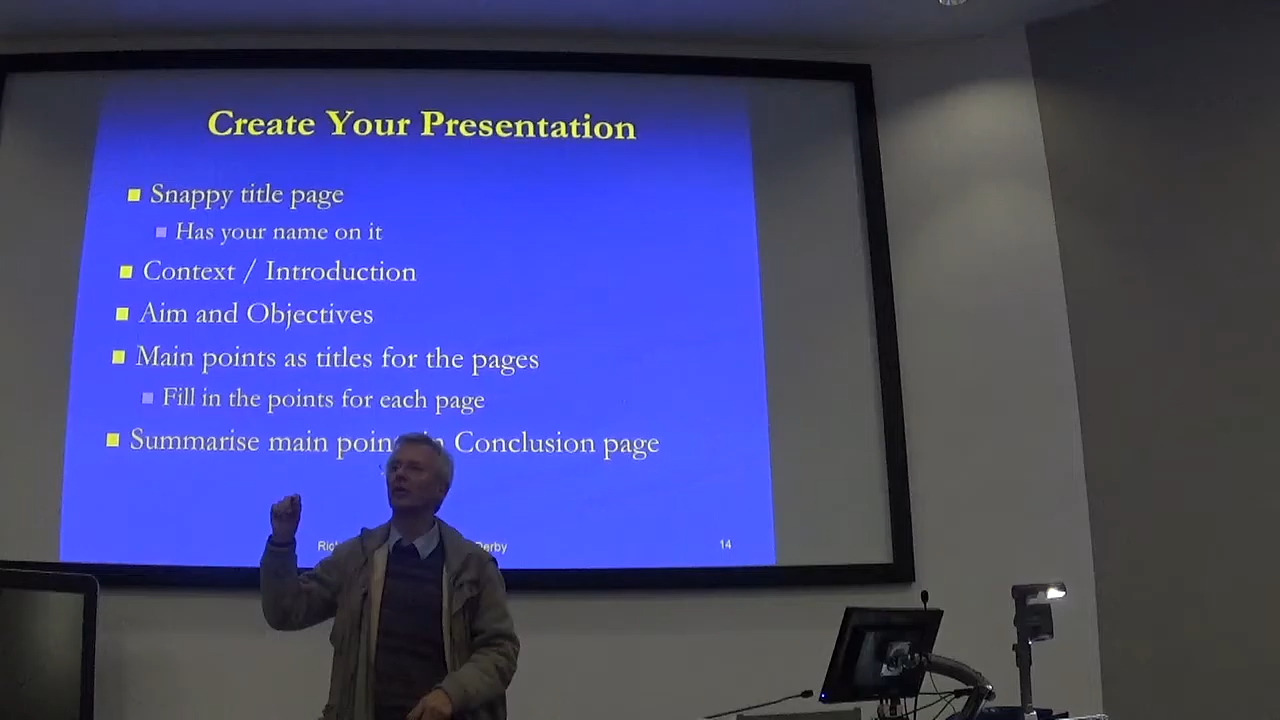 Create Your Presentation
Snappy title page
Has your name on it
Context / Introduction
Aim and Objectives
Main points as titles for the pages
Fill in the points for each page
Summarise main in Conclusion page
Derby
14